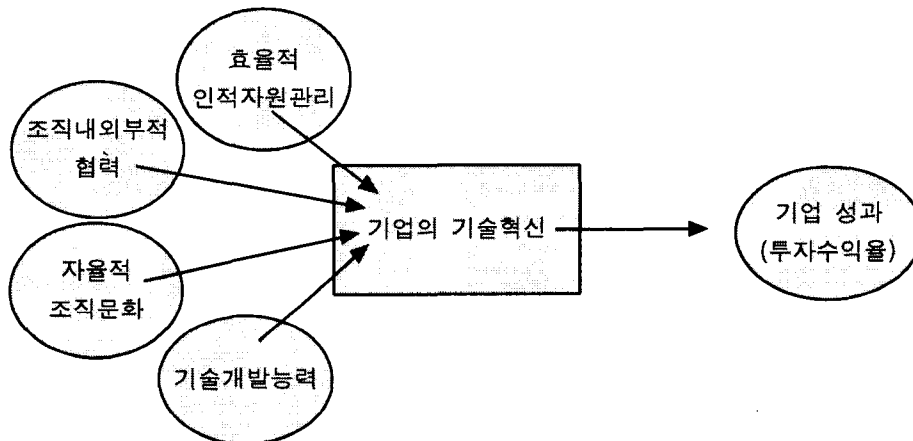 효율적
인적자원관리
조직내외부적
협력
자율적
조직문화
기술개발능력
기업의 기술혁신
기업 성과
(투자수익율)